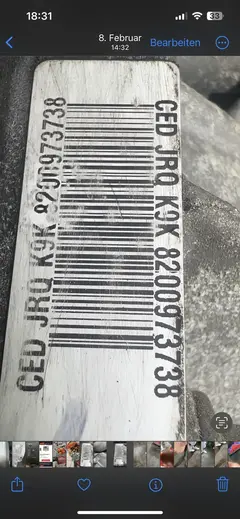 18:31
33
8. Februar
14:32
Bearbeiten
CED JRQ K9K 8200973738
CED JRQ K9K 8200973738